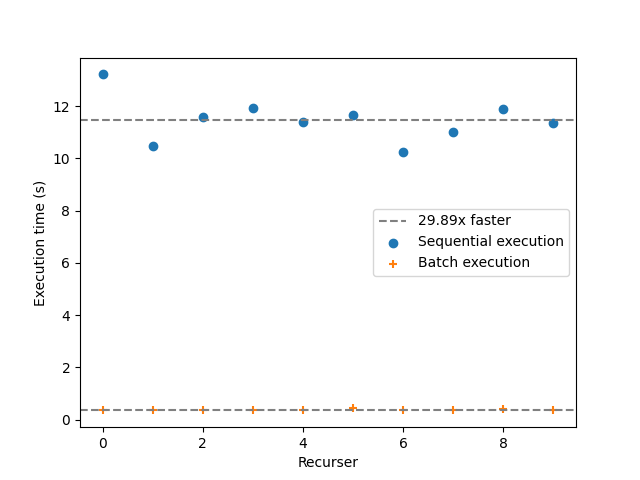 12
10
8
6
4
2
0
Execution time (s)
29.89x faster
Sequential execution
Batch execution
0 2 4 6 8
Recurser